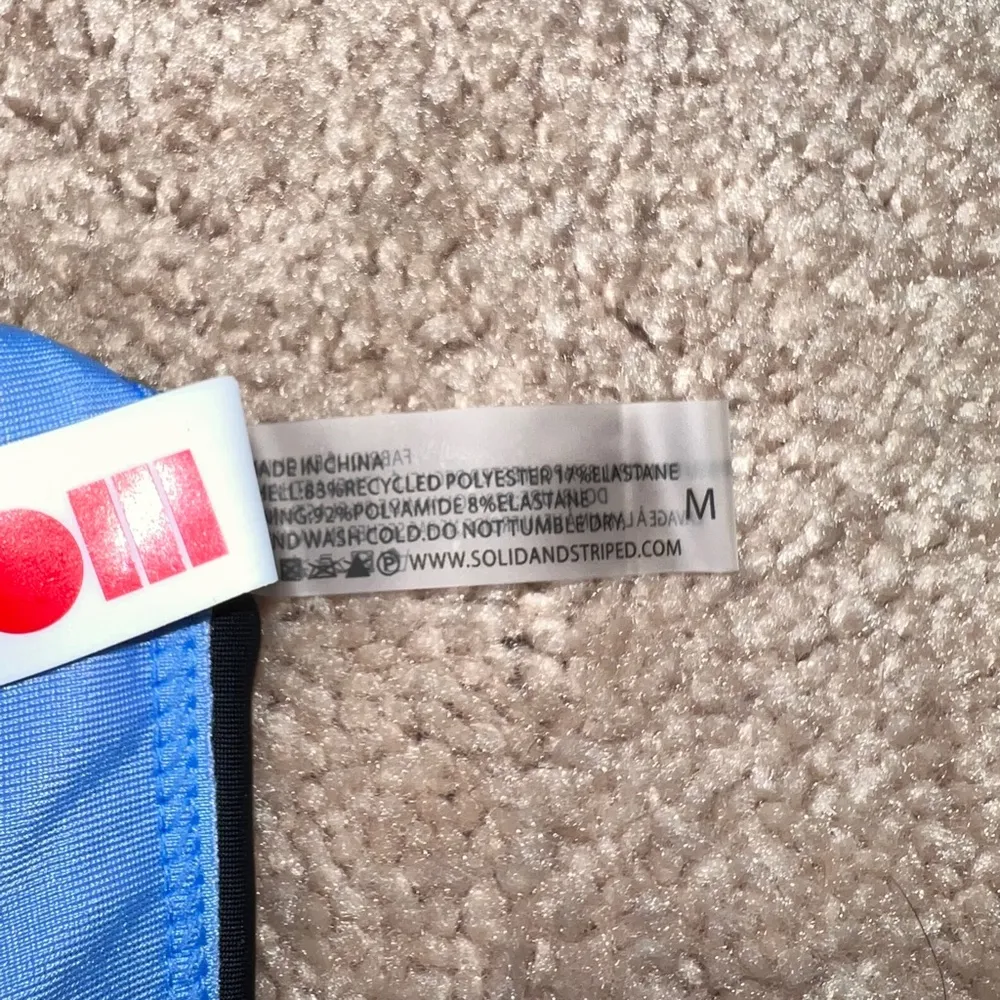 ADE IN CHINA
ELL:83%RECYCLED POLYESTER 17%ELASTANE
ING:92%POLYAMIDE 8%ELASTANE
ND WASH COLD.DO NOT TUMBLE DRY
P WWW.SOLIDANDSTRIPED.COM
M